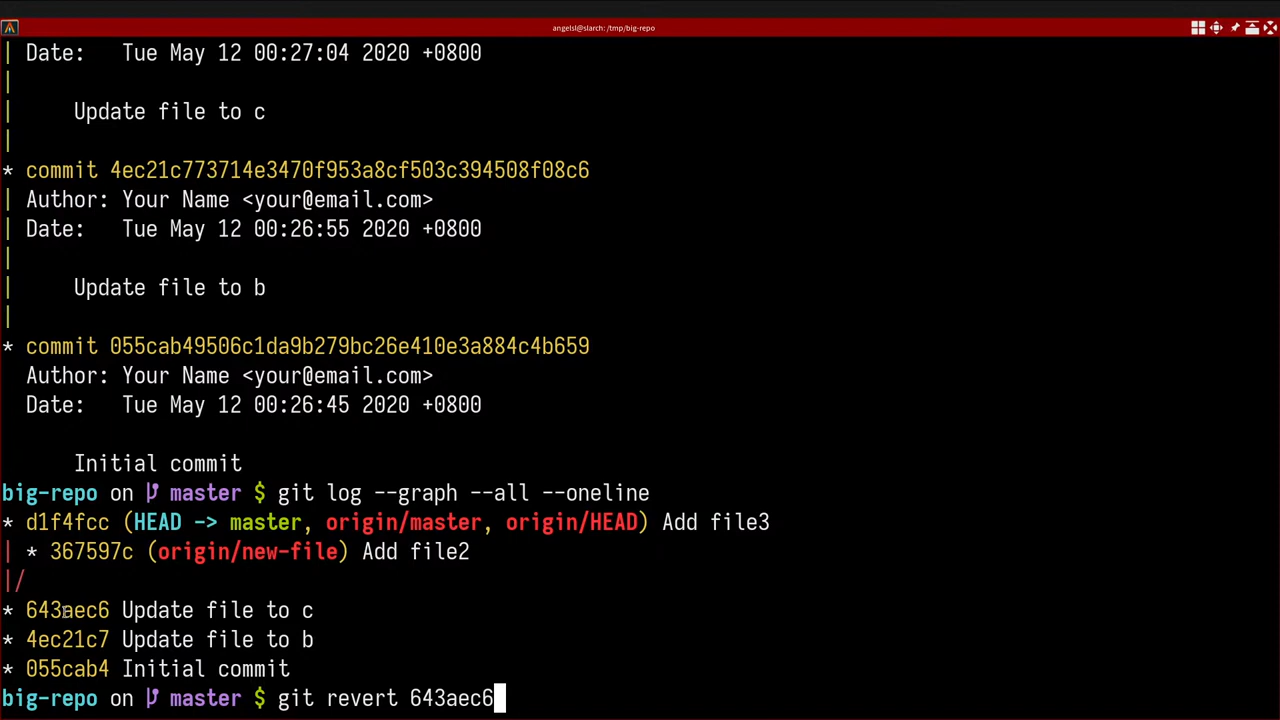 angelsl@slarch: /tmp/big-repo
| Date:   Tue May 12 00:27:04 2020 +0800
|
|     Update file to c
|
* commit 4ec21c773714e3470f953a8cf503c394508f08c6
| Author: Your Name <your@email.com>
| Date:   Tue May 12 00:26:55 2020 +0800
|
|     Update file to b
|
* commit 055cab49506c1da9b279bc26e410e3a884c4b659
  Author: Your Name <your@email.com>
  Date:   Tue May 12 00:26:45 2020 +0800
      Initial commit
big-repo on master $ git log --graph --all --oneline
* d1f4fcc (HEAD -> master, origin/master, origin/HEAD) Add file3
| * 367597c (origin/new-file) Add file2
|/
* 643aec6 Update file to c
* 4ec21c7 Update file to b
* 055cab4 Initial commit
big-repo on master $ git revert 643aec6